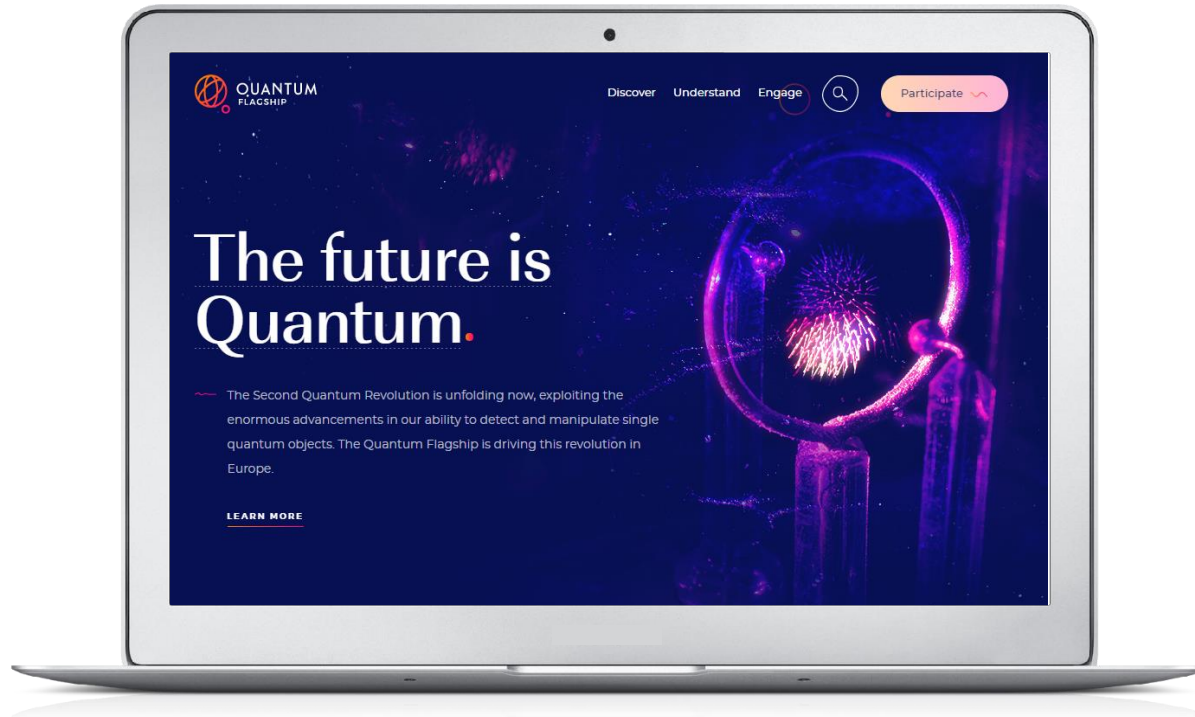 QUANTUM
FLAGSHIP
Discover Understand Engage
Participate
The future is
Quantum.
The Second Quantum Revolution is unfolding now, exploiting the
enormous advancements in our ability to detect and manipulate single
quantum objects. The Quantum Flagship is driving this revolution in
Europe.
LEARN MORE